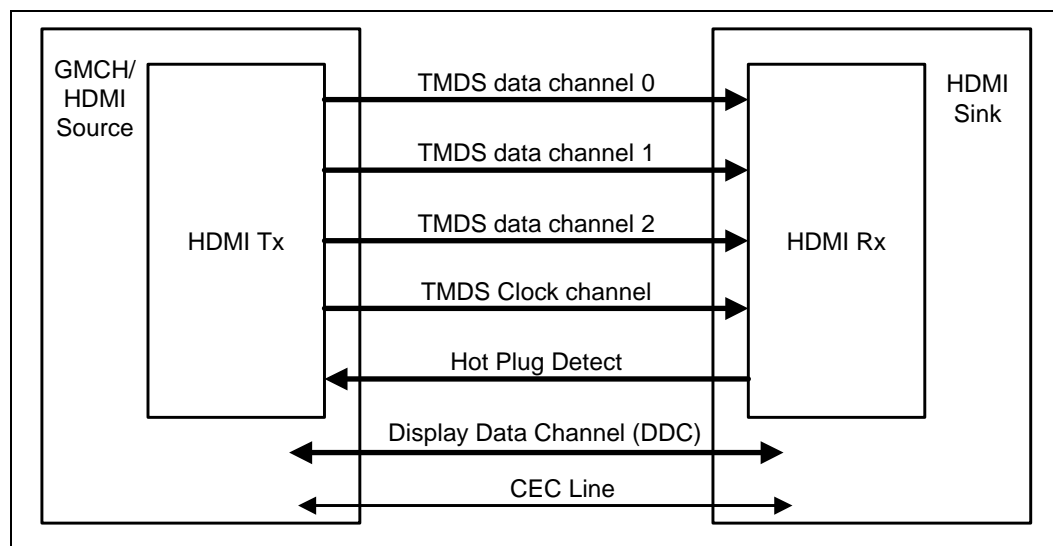 GMCH/
HDMI
Source
HDMI Tx
TMDS data channel 0
TMDS data channel 1
TMDS data channel 2
TMDS Clock channel
Hot Plug Detect
Display Data Channel (DDC)
CEC Line
HDMI Rx
HDMI
Sink